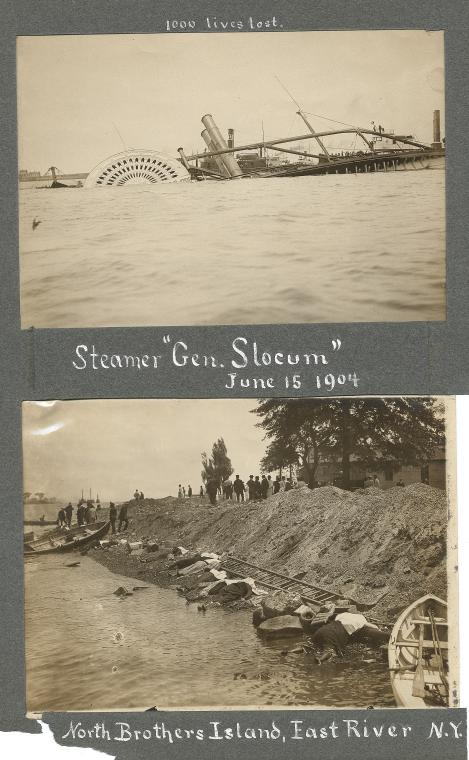 1000 lives lost.
Steamer "Gen. Slocum"
June 15 1904
North Brothers Island, East River N.Y.